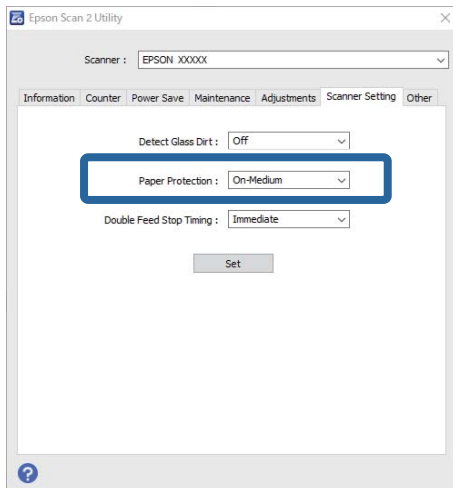 Epson Scan 2 Utility
Scanner : EPSON XXXXX
Information Counter Power Save Maintenance Adjustments Scanner Setting Other
Detect Glass Dirt : Off
Paper Protection : On-Medium
Double Feed Stop Timing : Immediate
Set
?